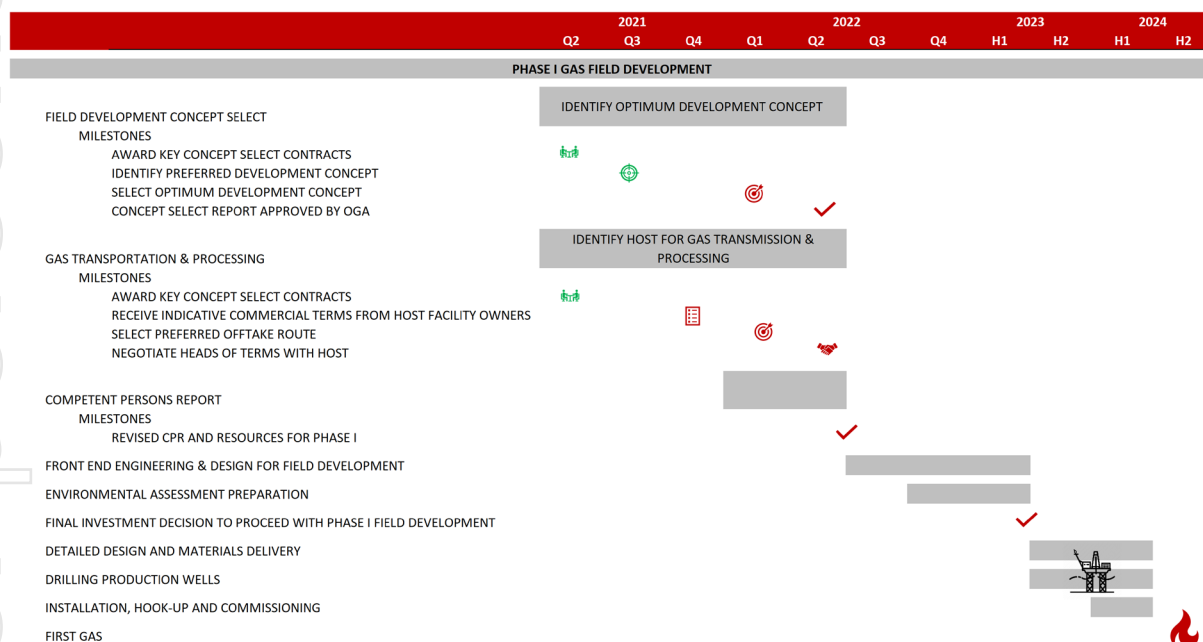 2021 2022 2023 2024
Q2 Q3 Q4 Q1 Q2 Q3 Q4 H1 H2 H1 H2
PHASE I GAS FIELD DEVELOPMENT
IDENTIFY OPTIMUM DEVELOPMENT CONCEPT
FIELD DEVELOPMENT CONCEPT SELECT
MILESTONES
AWARD KEY CONCEPT SELECT CONTRACTS
IDENTIFY PREFERRED DEVELOPMENT CONCEPT
SELECT OPTIMUM DEVELOPMENT CONCEPT
CONCEPT SELECT REPORT APPROVED BY OGA
IDENTIFY HOST FOR GAS TRANSMISSION &
PROCESSING
GAS TRANSPORTATION & PROCESSING
MILESTONES
AWARD KEY CONCEPT SELECT CONTRACTS
RECEIVE INDICATIVE COMMERCIAL TERMS FROM HOST FACILITY OWNERS
SELECT PREFERRED OFFTAKE ROUTE
NEGOTIATE HEADS OF TERMS WITH HOST
COMPETENT PERSONS REPORT
MILESTONES
REVISED CPR AND RESOURCES FOR PHASE I
FRONT END ENGINEERING & DESIGN FOR FIELD DEVELOPMENT
ENVIRONMENTAL ASSESSMENT PREPARATION
FINAL INVESTMENT DECISION TO PROCEED WITH PHASE I FIELD DEVELOPMENT
DETAILED DESIGN AND MATERIALS DELIVERY
DRILLING PRODUCTION WELLS
INSTALLATION, HOOK-UP AND COMMISSIONING
FIRST GAS